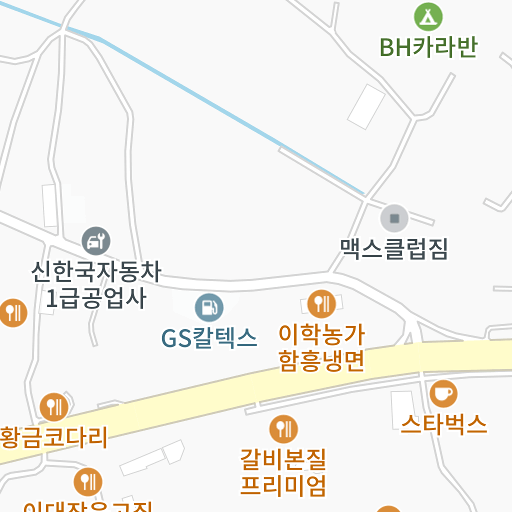 BH카라반
맥스클럽짐
신한국자동차
1급공업사
GS칼텍스
이학농가
함흥냉면
스타벅스
황금코다리
갈비본질
프리미엄